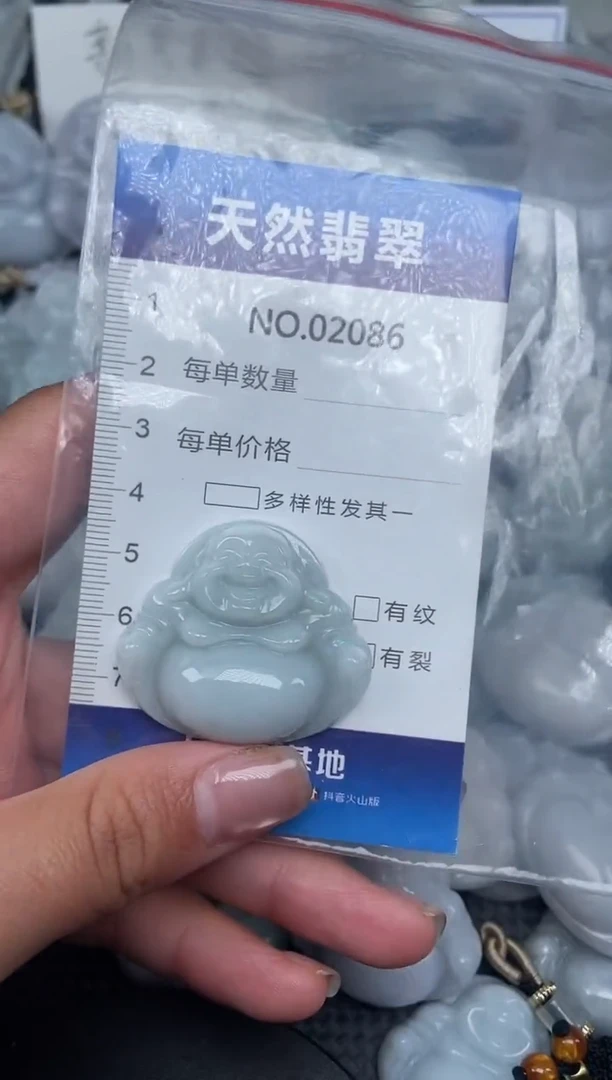 天然翡翠
NO.02086
1
2
3
4
5
6
7
每单数量
每单价格
多样性发其一
有纹
有裂
基地
抖音火山版